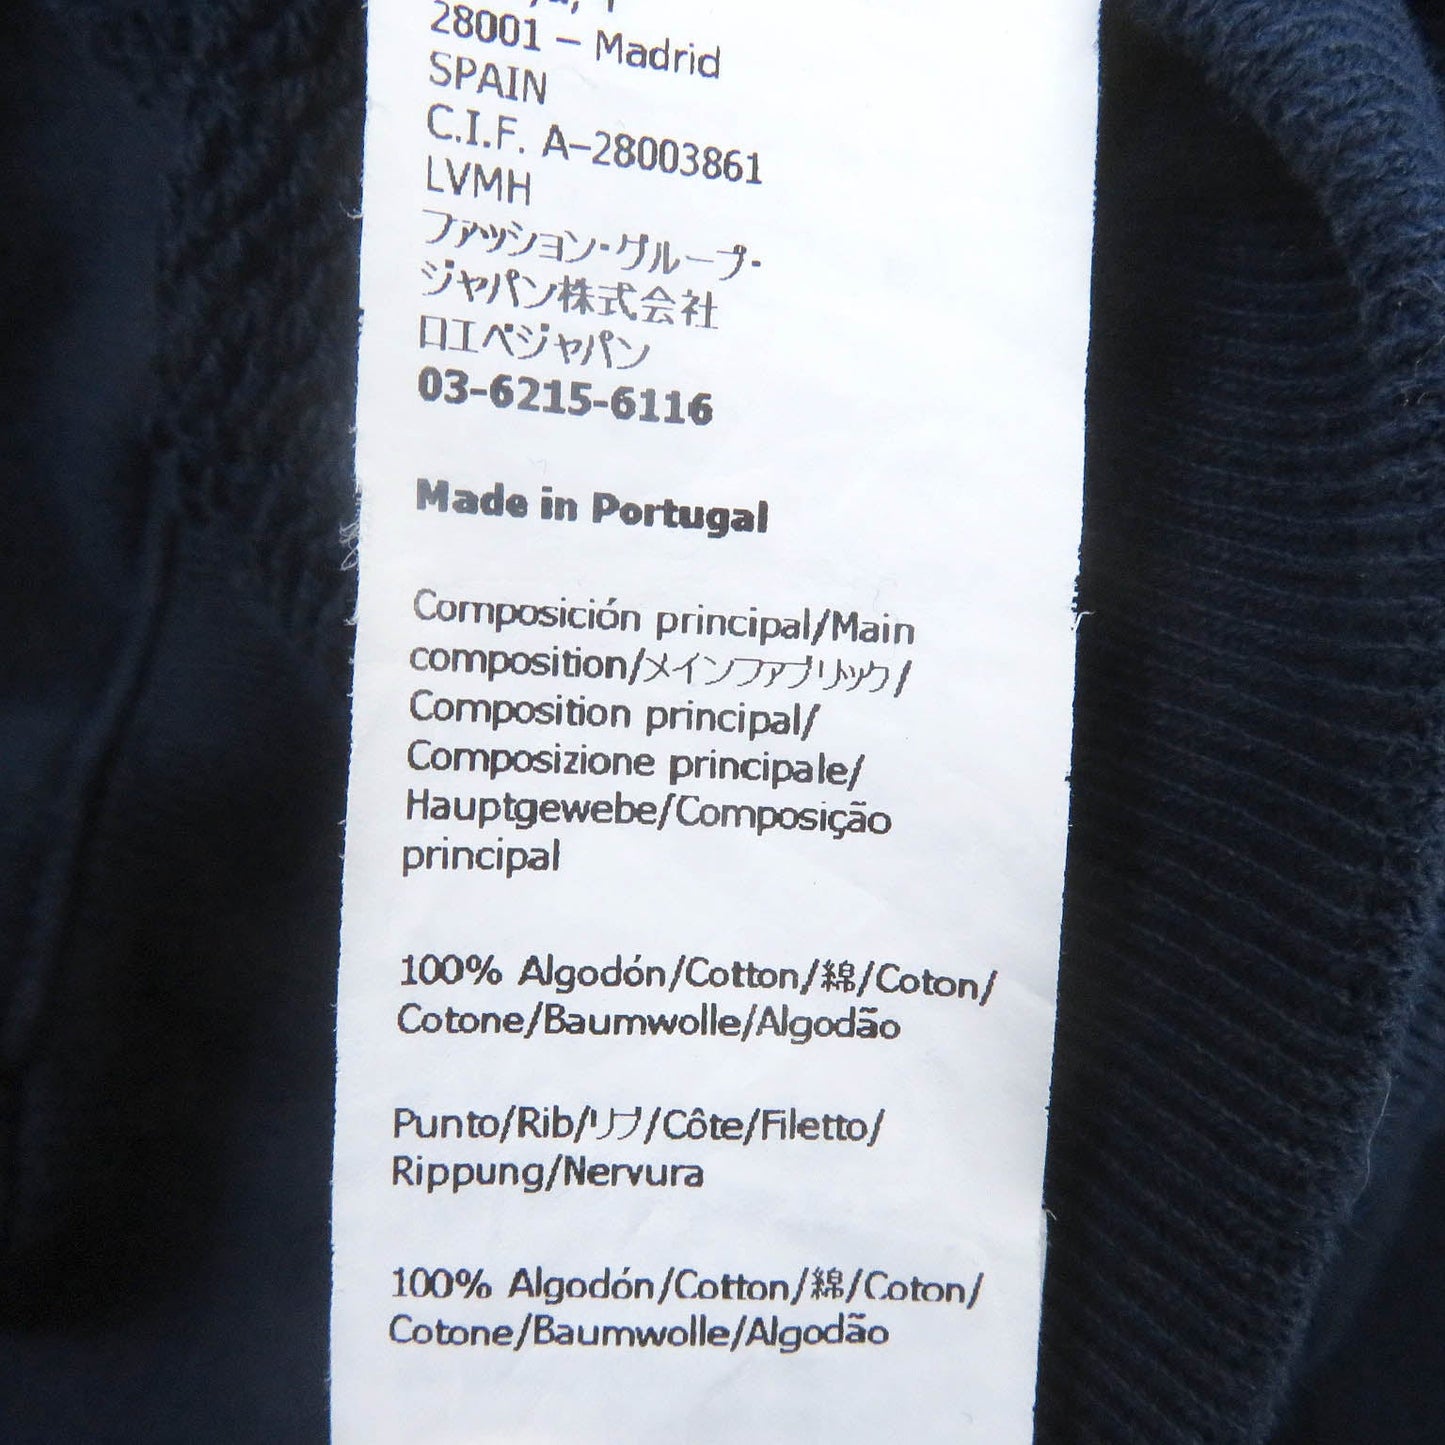 28001 – Madrid
SPAIN
C.I.F. A–28003861
LVMH
ファッション・グループ・
ジャパン株式会社
ロエベジャパン
03-6215-6116
Made in Portugal
Composición principal/Main
composition/メインファブリック/
Composition principal/
Composizione principale/
Hauptgewebe/Composição
principal
100% Algodón/Cotton/綿/Coton/
Cotone/Baumwolle/Algodão
Punto/Rib/リブ/Côte/Filetto/
Rippung/Nervura
100% Algodón/Cotton/綿/Coton/
Cotone/Baumwolle/Algodão